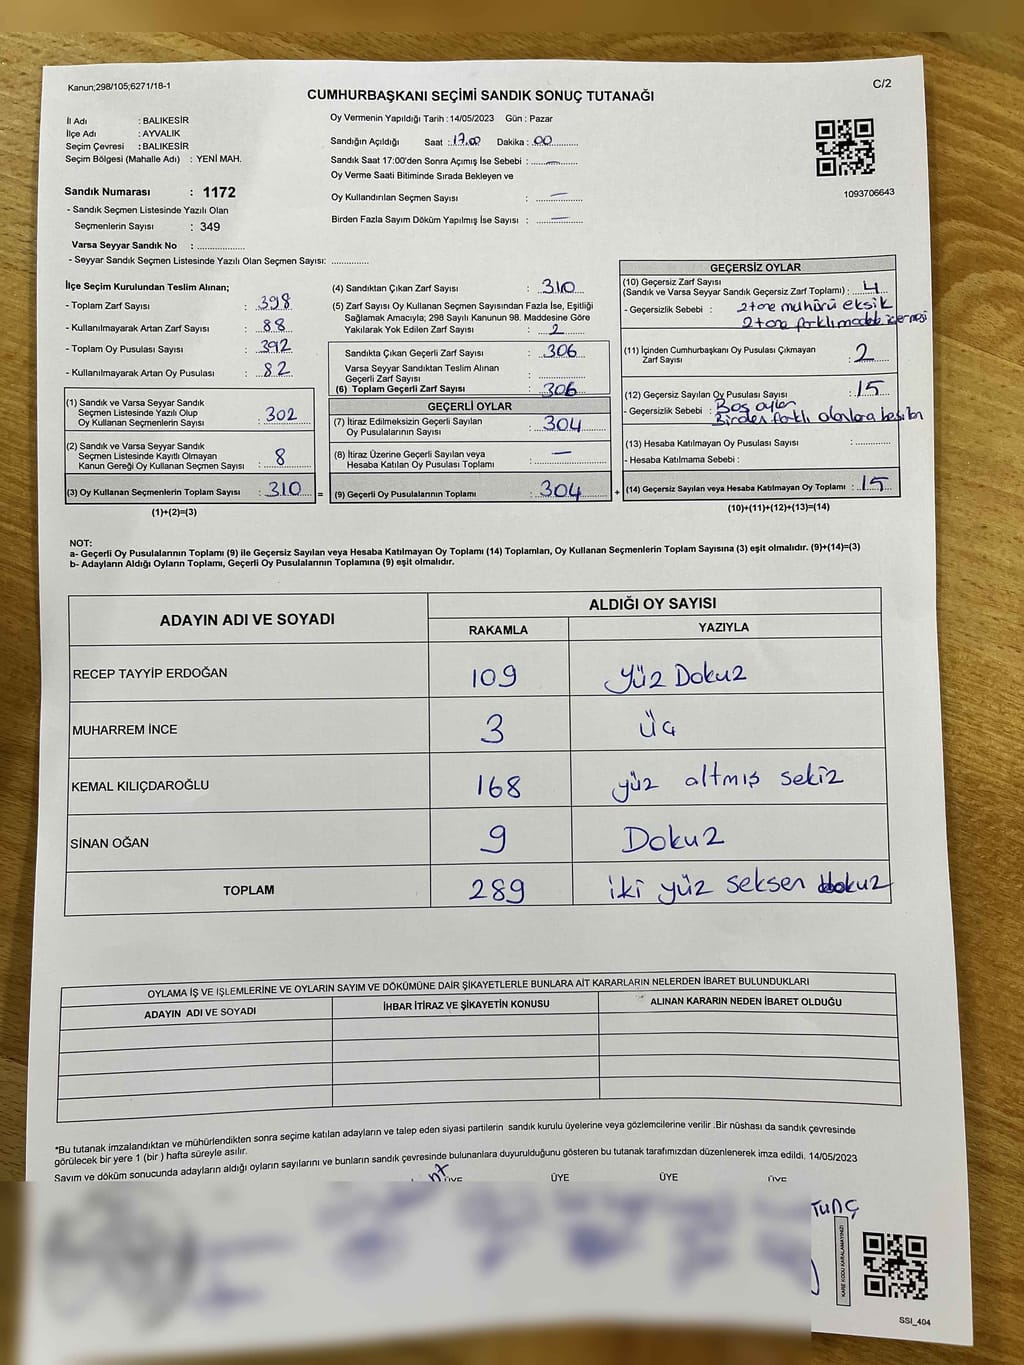 Kanun;298/105;6271/18-1
C/2
CUMHURBAŞKANI SEÇİMİ SANDIK SONUÇ TUTANAĞI
İl Adı : BALIKESİR
İlçe Adı : AYVALIK
Seçim Çevresi : BALIKESİR
Seçim Bölgesi (Mahalle Adı) : YENİ MAH.
Sandık Numarası : 1172
- Sandık Seçmen Listesinde Yazılı Olan
Seçmenlerin Sayısı : 349
Varsa Seyyar Sandık No : ..................
- Seyyar Sandık Seçmen Listesinde Yazılı Olan Seçmen Sayısı: ..............
Oy Vermenin Yapıldığı Tarih : 14/05/2023 Gün : Pazar
Sandığın Açıldığı Saat : 17.00 Dakika : 00
Sandık Saat 17:00'den Sonra Açımış İse Sebebi : —
Oy Verme Saati Bitiminde Sırada Bekleyen ve
Oy Kullandırılan Seçmen Sayısı : —
Birden Fazla Sayım Döküm Yapılmış İse Sayısı : —
1093706643
İlçe Seçim Kurulundan Teslim Alınan;
- Toplam Zarf Sayısı : 398
- Kullanılmayarak Artan Zarf Sayısı : 88
- Toplam Oy Pusulası Sayısı : 392
- Kullanılmayarak Artan Oy Pusulası : 82
(1) Sandık ve Varsa Seyyar Sandık
Seçmen Listesinde Yazılı Olup
Oy Kullanan Seçmenlerin Sayısı : 302
(2) Sandık ve Varsa Seyyar Sandık
Seçmen Listesinde Kayıtlı Olmayan
Kanun Gereği Oy Kullanan Seçmen Sayısı : 8
(3) Oy Kullanan Seçmenlerin Toplam Sayısı : 310 =
(1)+(2)=(3)
(4) Sandıktan Çıkan Zarf Sayısı : 310
(5) Zarf Sayısı Oy Kullanan Seçmen Sayısından Fazla İse, Eşitliği
Sağlamak Amacıyla; 298 Sayılı Kanunun 98. Maddesine Göre
Yakılarak Yok Edilen Zarf Sayısı : 2
Sandıkta Çıkan Geçerli Zarf Sayısı : 306
Varsa Seyyar Sandıktan Teslim Alınan
Geçerli Zarf Sayısı :
(6) Toplam Geçerli Zarf Sayısı : 306
GEÇERLİ OYLAR
(7) İtiraz Edilmeksizin Geçerli Sayılan
Oy Pusulalarının Sayısı : 304
(8) İtiraz Üzerine Geçerli Sayılan veya
Hesaba Katılan Oy Pusulası Toplamı : —
(9) Geçerli Oy Pusulalarının Toplamı : 304 +
GEÇERSİZ OYLAR
(10) Geçersiz Zarf Sayısı
(Sandık ve Varsa Seyyar Sandık Geçersiz Zarf Toplamı) : 4
- Geçersizlik Sebebi : 2 tane mühürü eksik
2 tane farklı madde içermesi
(11) İçinden Cumhurbaşkanı Oy Pusulası Çıkmayan
Zarf Sayısı : 2
(12) Geçersiz Sayılan Oy Pusulası Sayısı : 15
- Geçersizlik Sebebi : Boş oylar
Birden farklı alanlara basılan
(13) Hesaba Katılmayan Oy Pusulası Sayısı :
- Hesaba Katılmama Sebebi :
(14) Geçersiz Sayılan veya Hesaba Katılmayan Oy Toplamı : 15
(10)+(11)+(12)+(13)=(14)
NOT:
a- Geçerli Oy Pusulalarının Toplamı (9) ile Geçersiz Sayılan veya Hesaba Katılmayan Oy Toplamı (14) Toplamları, Oy Kullanan Seçmenlerin Toplam Sayısına (3) eşit olmalıdır. (9)+(14)=(3)
b- Adayların Aldığı Oyların Toplamı, Geçerli Oy Pusulalarının Toplamına (9) eşit olmalıdır.
ADAYIN ADI VE SOYADI
ALDIĞI OY SAYISI
RAKAMLA YAZIYLA
RECEP TAYYİP ERDOĞAN 109 Yüz Dokuz
MUHARREM İNCE 3 Üç
KEMAL KILIÇDAROĞLU 168 yüz altmış sekiz
SİNAN OĞAN 9 Dokuz
TOPLAM 289 iki yüz seksen dokuz
OYLAMA İŞ VE İŞLEMLERİNE VE OYLARIN SAYIM VE DÖKÜMÜNE DAİR ŞİKAYETLERLE BUNLARA AİT KARARLARIN NELERDEN İBARET BULUNDUKLARI
ADAYIN ADI VE SOYADI İHBAR İTİRAZ VE ŞİKAYETİN KONUSU ALINAN KARARIN NEDEN İBARET OLDUĞU
*Bu tutanak imzalandıktan ve mühürlendikten sonra seçime katılan adayların ve talep eden siyasi partilerin sandık kurulu üyelerine veya gözlemcilerine verilir .Bir nüshası da sandık çevresinde
görülecek bir yere 1 (bir ) hafta süreyle asılır.
Sayım ve döküm sonucunda adayların aldığı oyların sayılarını ve bunların sandık çevresinde bulunanlara duyurulduğunu gösteren bu tutanak tarafımızdan düzenlenerek imza edildi. 14/05/2023
ÜYE ÜYE ÜYE ÜYE
TUNÇ
KARE KODU KARALAMAYINIZ!
SSI_404